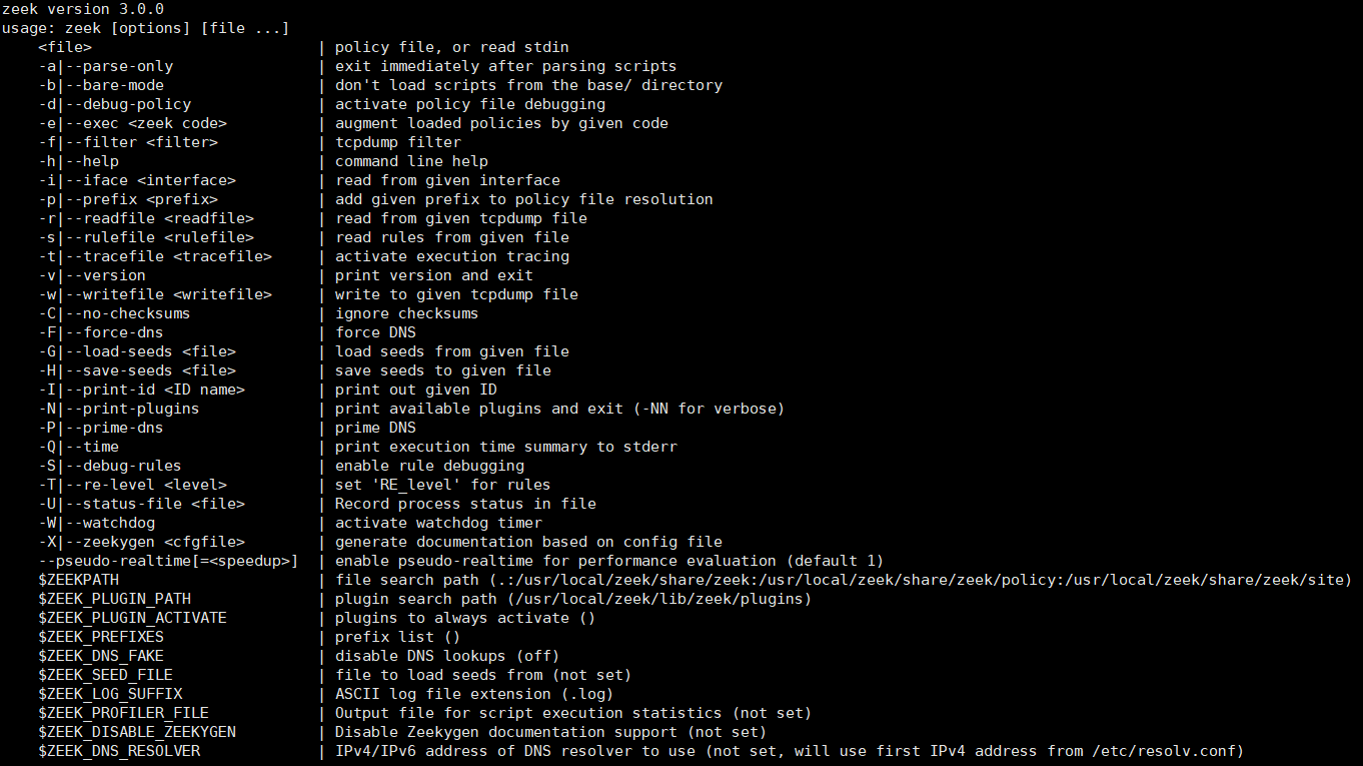 zeek version 3.0.0
usage: zeek [options] [file ...]
    <file>                         | policy file, or read stdin
    -a|--parse-only                | exit immediately after parsing scripts
    -b|--bare-mode                 | don't load scripts from the base/ directory
    -d|--debug-policy              | activate policy file debugging
    -e|--exec <zeek code>          | augment loaded policies by given code
    -f|--filter <filter>           | tcpdump filter
    -h|--help                      | command line help
    -i|--iface <interface>         | read from given interface
    -p|--prefix <prefix>           | add given prefix to policy file resolution
    -r|--readfile <readfile>       | read from given tcpdump file
    -s|--rulefile <rulefile>       | read rules from given file
    -t|--tracefile <tracefile>     | activate execution tracing
    -v|--version                   | print version and exit
    -w|--writefile <writefile>     | write to given tcpdump file
    -C|--no-checksums              | ignore checksums
    -F|--force-dns                 | force DNS
    -G|--load-seeds <file>         | load seeds from given file
    -H|--save-seeds <file>         | save seeds to given file
    -I|--print-id <ID name>        | print out given ID
    -N|--print-plugins             | print available plugins and exit (-NN for verbose)
    -P|--prime-dns                 | prime DNS
    -Q|--time                      | print execution time summary to stderr
    -S|--debug-rules               | enable rule debugging
    -T|--re-level <level>          | set 'RE_level' for rules
    -U|--status-file <file>        | Record process status in file
    -W|--watchdog                  | activate watchdog timer
    -X|--zeekygen <cfgfile>        | generate documentation based on config file
    --pseudo-realtime[=<speedup>]  | enable pseudo-realtime for performance evaluation (default 1)
    $ZEEKPATH                      | file search path (.:/usr/local/zeek/share/zeek:/usr/local/zeek/share/zeek/policy:/usr/local/zeek/share/zeek/site)
    $ZEEK_PLUGIN_PATH              | plugin search path (/usr/local/zeek/lib/zeek/plugins)
    $ZEEK_PLUGIN_ACTIVATE          | plugins to always activate ()
    $ZEEK_PREFIXES                 | prefix list ()
    $ZEEK_DNS_FAKE                 | disable DNS lookups (off)
    $ZEEK_SEED_FILE                | file to load seeds from (not set)
    $ZEEK_LOG_SUFFIX               | ASCII log file extension (.log)
    $ZEEK_PROFILER_FILE            | Output file for script execution statistics (not set)
    $ZEEK_DISABLE_ZEEKYGEN         | Disable Zeekygen documentation support (not set)
    $ZEEK_DNS_RESOLVER             | IPv4/IPv6 address of DNS resolver to use (not set, will use first IPv4 address from /etc/resolv.conf)